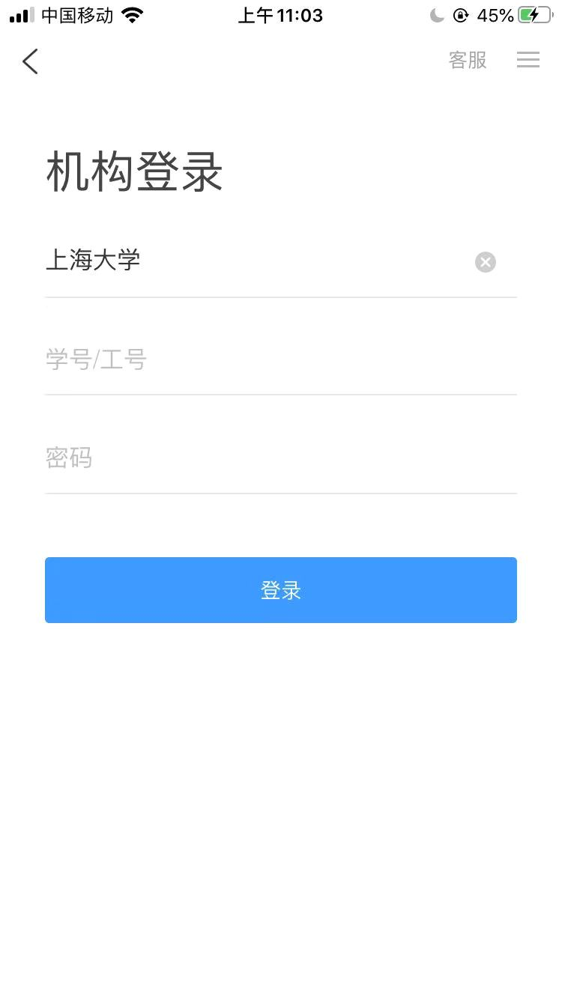 中国移动 上午11:03 45%
客服
机构登录
上海大学
学号/工号
密码
登录